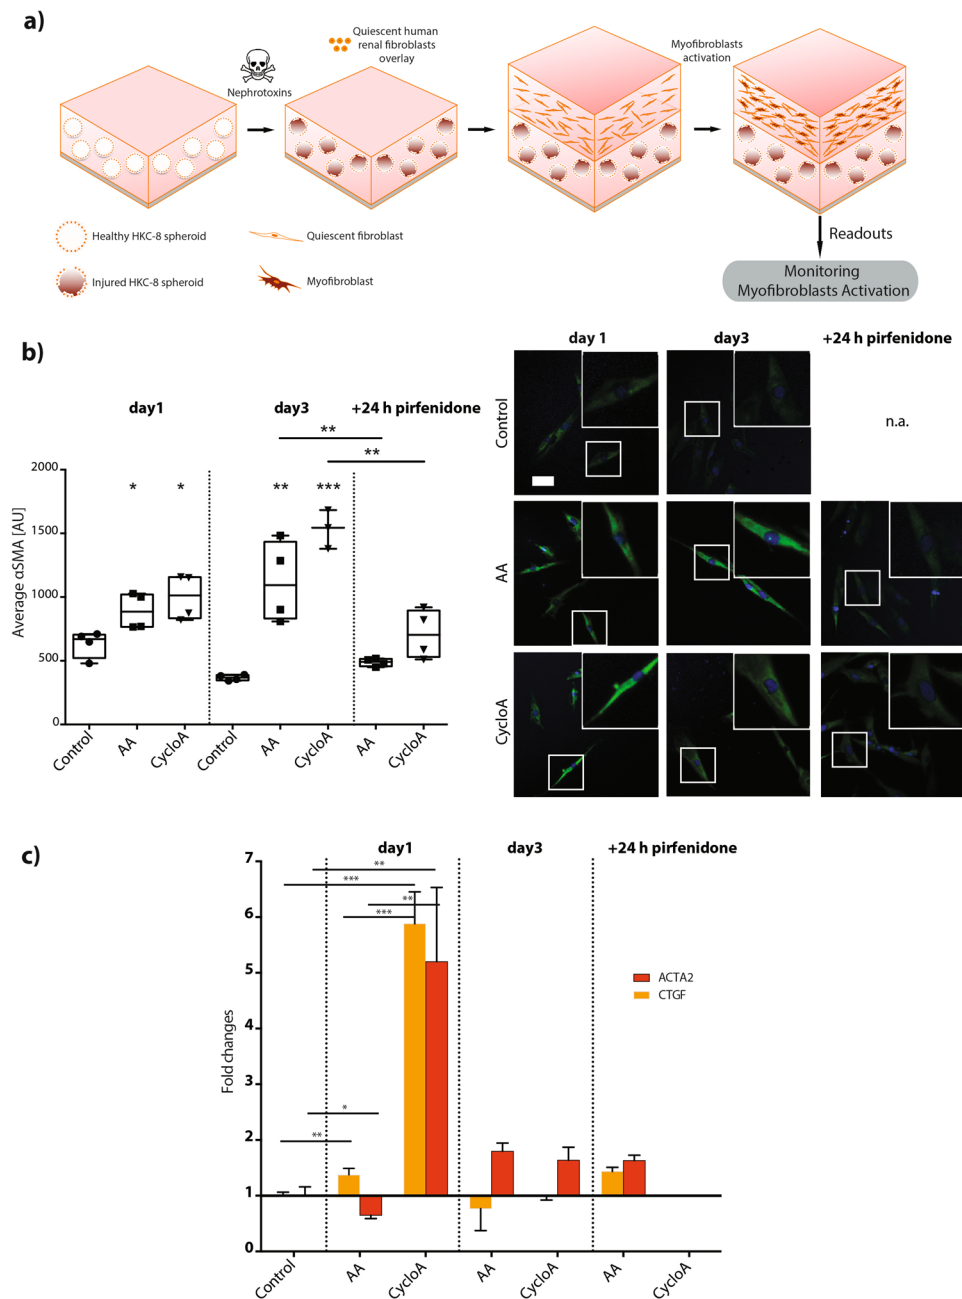 a)
Quiescent human
renal fibroblasts
overlay
Nephrotoxins
Myofibroblasts
activation
Healthy HKC-8 spheroid
Quiescent fibroblast
Injured HKC-8 spheroid
Myofibroblast
Readouts
Monitoring
Myofibroblasts Activation
b)
day1
day3
+24 h pirfenidone
**
**
* * ** ***
Average αSMA [AU]
2000
1500
1000
500
0
Control
AA
CycloA
Control
AA
CycloA
AA
CycloA
day 1
day3
+24 h pirfenidone
Control
n.a.
AA
CycloA
c)
day1
day3
+24 h pirfenidone
**
***
**
***
*
**
Fold changes
7
6
5
4
3
2
1
0
ACTA2
CTGF
Control
AA
CycloA
AA
CycloA
AA
CycloA